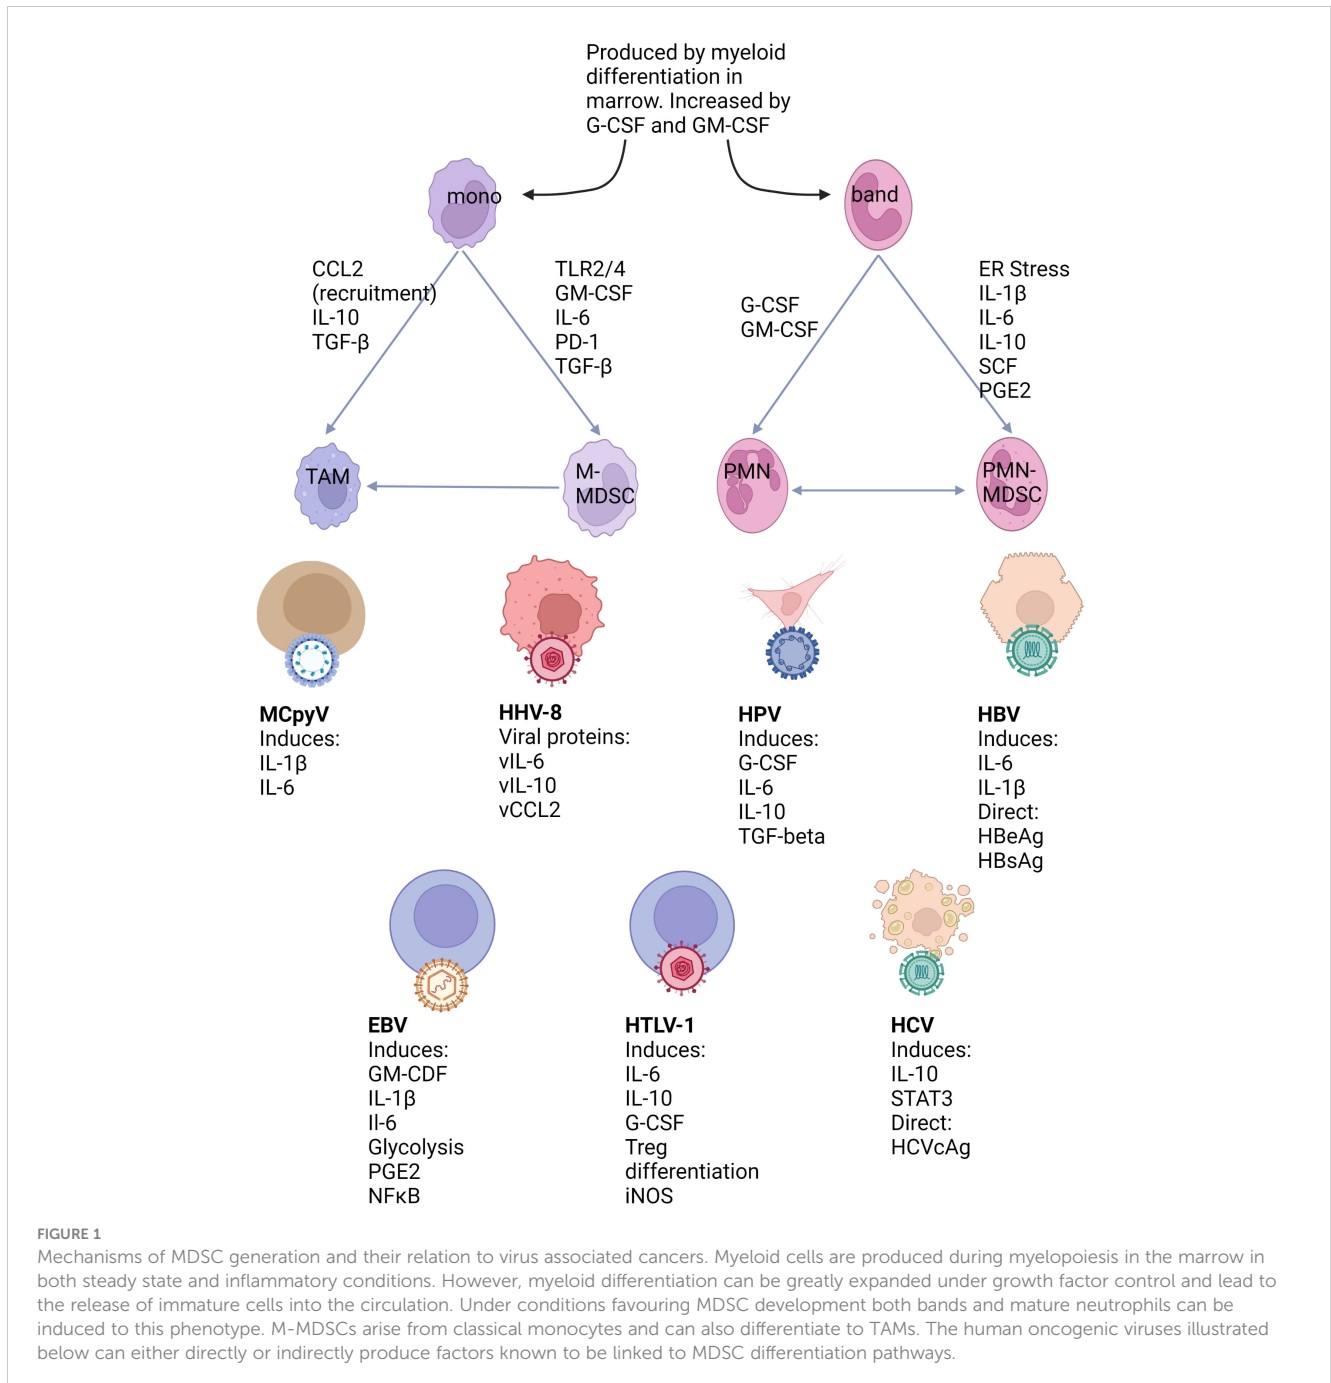 Produced by myeloid
differentiation in
marrow. Increased by
G-CSF and GM-CSF
mono
band
CCL2
(recruitment)
IL-10
TGF-β
TLR2/4
GM-CSF
IL-6
PD-1
TGF-β
G-CSF
GM-CSF
ER Stress
IL-1β
IL-6
IL-10
SCF
PGE2
TAM
M-
MDSC
PMN
PMN-
MDSC
MCpyV
Induces:
IL-1β
IL-6
HHV-8
Viral proteins:
vIL-6
vIL-10
vCCL2
HPV
Induces:
G-CSF
IL-6
IL-10
TGF-beta
HBV
Induces:
IL-6
IL-1β
Direct:
HBeAg
HBsAg
EBV
Induces:
GM-CDF
IL-1β
Il-6
Glycolysis
PGE2
NFκB
HTLV-1
Induces:
IL-6
IL-10
G-CSF
Treg
differentiation
iNOS
HCV
Induces:
IL-10
STAT3
Direct:
HCVcAg
FIGURE 1
Mechanisms of MDSC generation and their relation to virus associated cancers. Myeloid cells are produced during myelopoiesis in the marrow in
both steady state and inflammatory conditions. However, myeloid differentiation can be greatly expanded under growth factor control and lead to
the release of immature cells into the circulation. Under conditions favouring MDSC development both bands and mature neutrophils can be
induced to this phenotype. M-MDSCs arise from classical monocytes and can also differentiate to TAMs. The human oncogenic viruses illustrated
below can either directly or indirectly produce factors known to be linked to MDSC differentiation pathways.